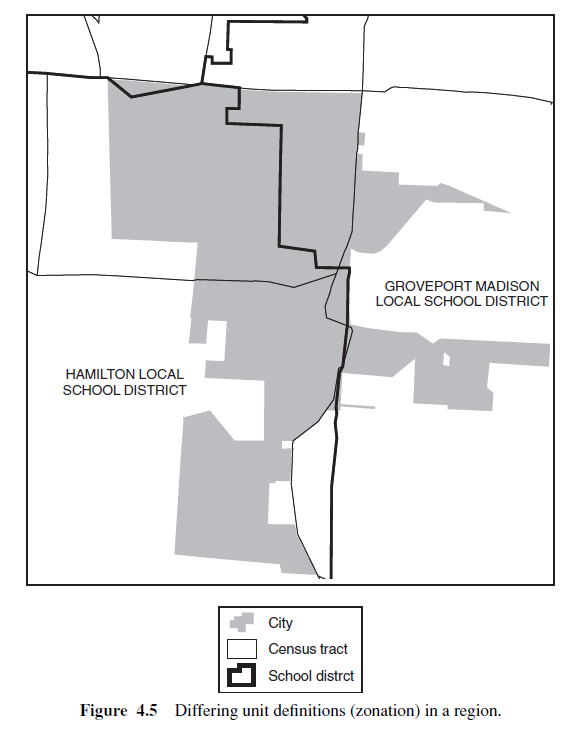 GROVEPORT MADISON
LOCAL SCHOOL DISTRICT
HAMILTON LOCAL
SCHOOL DISTRICT
City
Census tract
School distrct
Figure 4.5 Differing unit definitions (zonation) in a region.